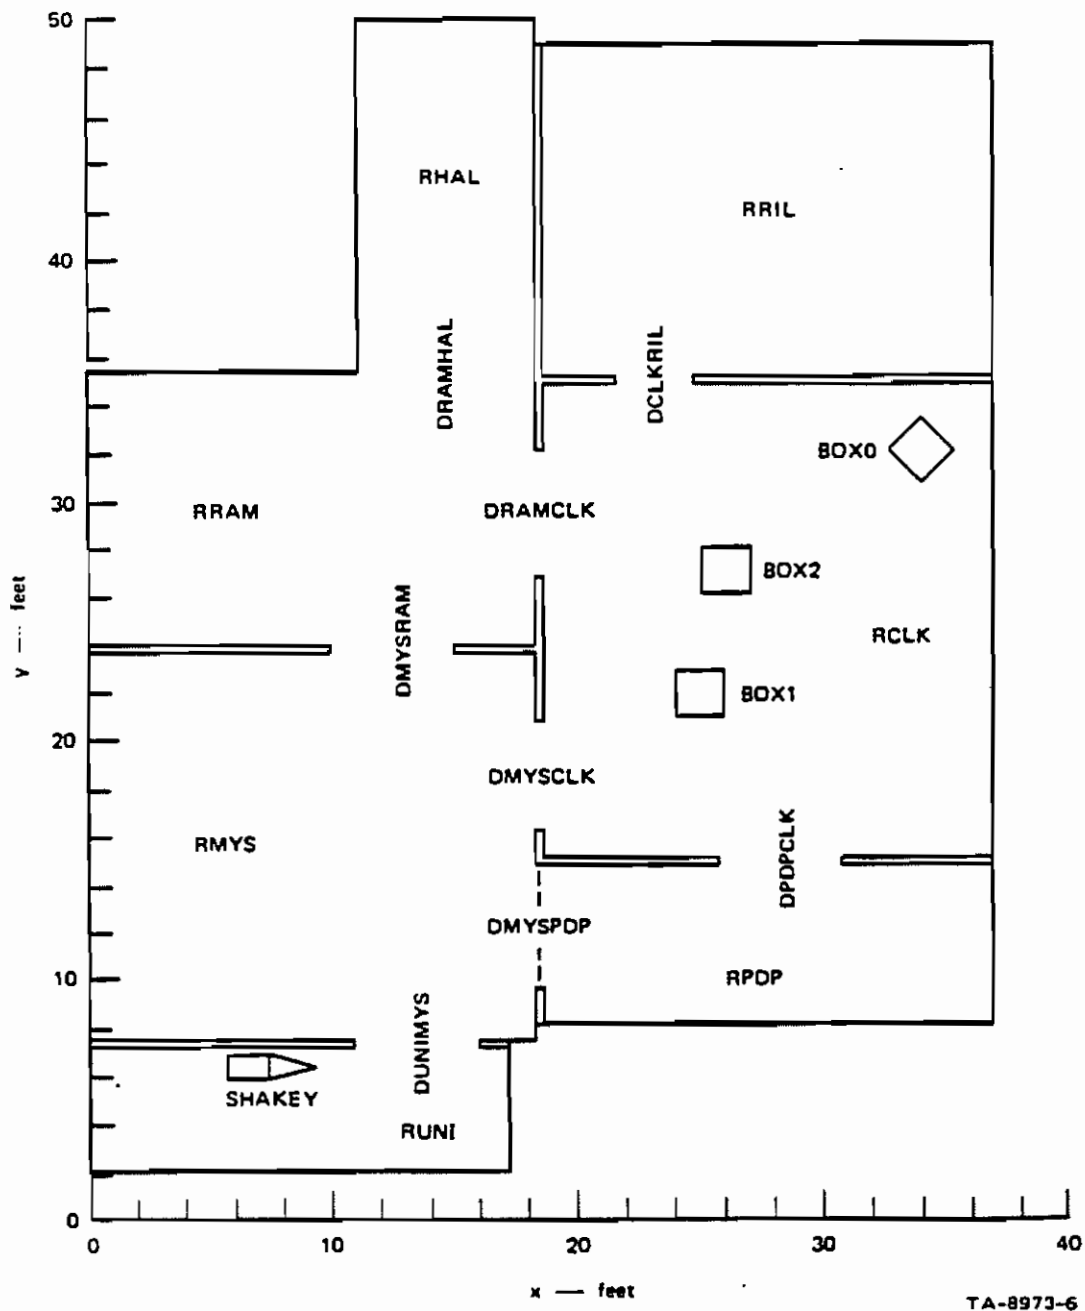 50
RHAL
RRIL
40
DRAMHAL
DCLKRIL
BOX0
30
RRAM
DRAMCLK
BOX2
y — feet
DMYSRAM
RCLK
BOX1
20
DMYSCLK
RMYS
DPDPCLK
DMYSPDP
10
RPDP
DUNIMYS
SHAKEY
RUNI
0
0
10
20
30
40
x — feet
TA-8973-6